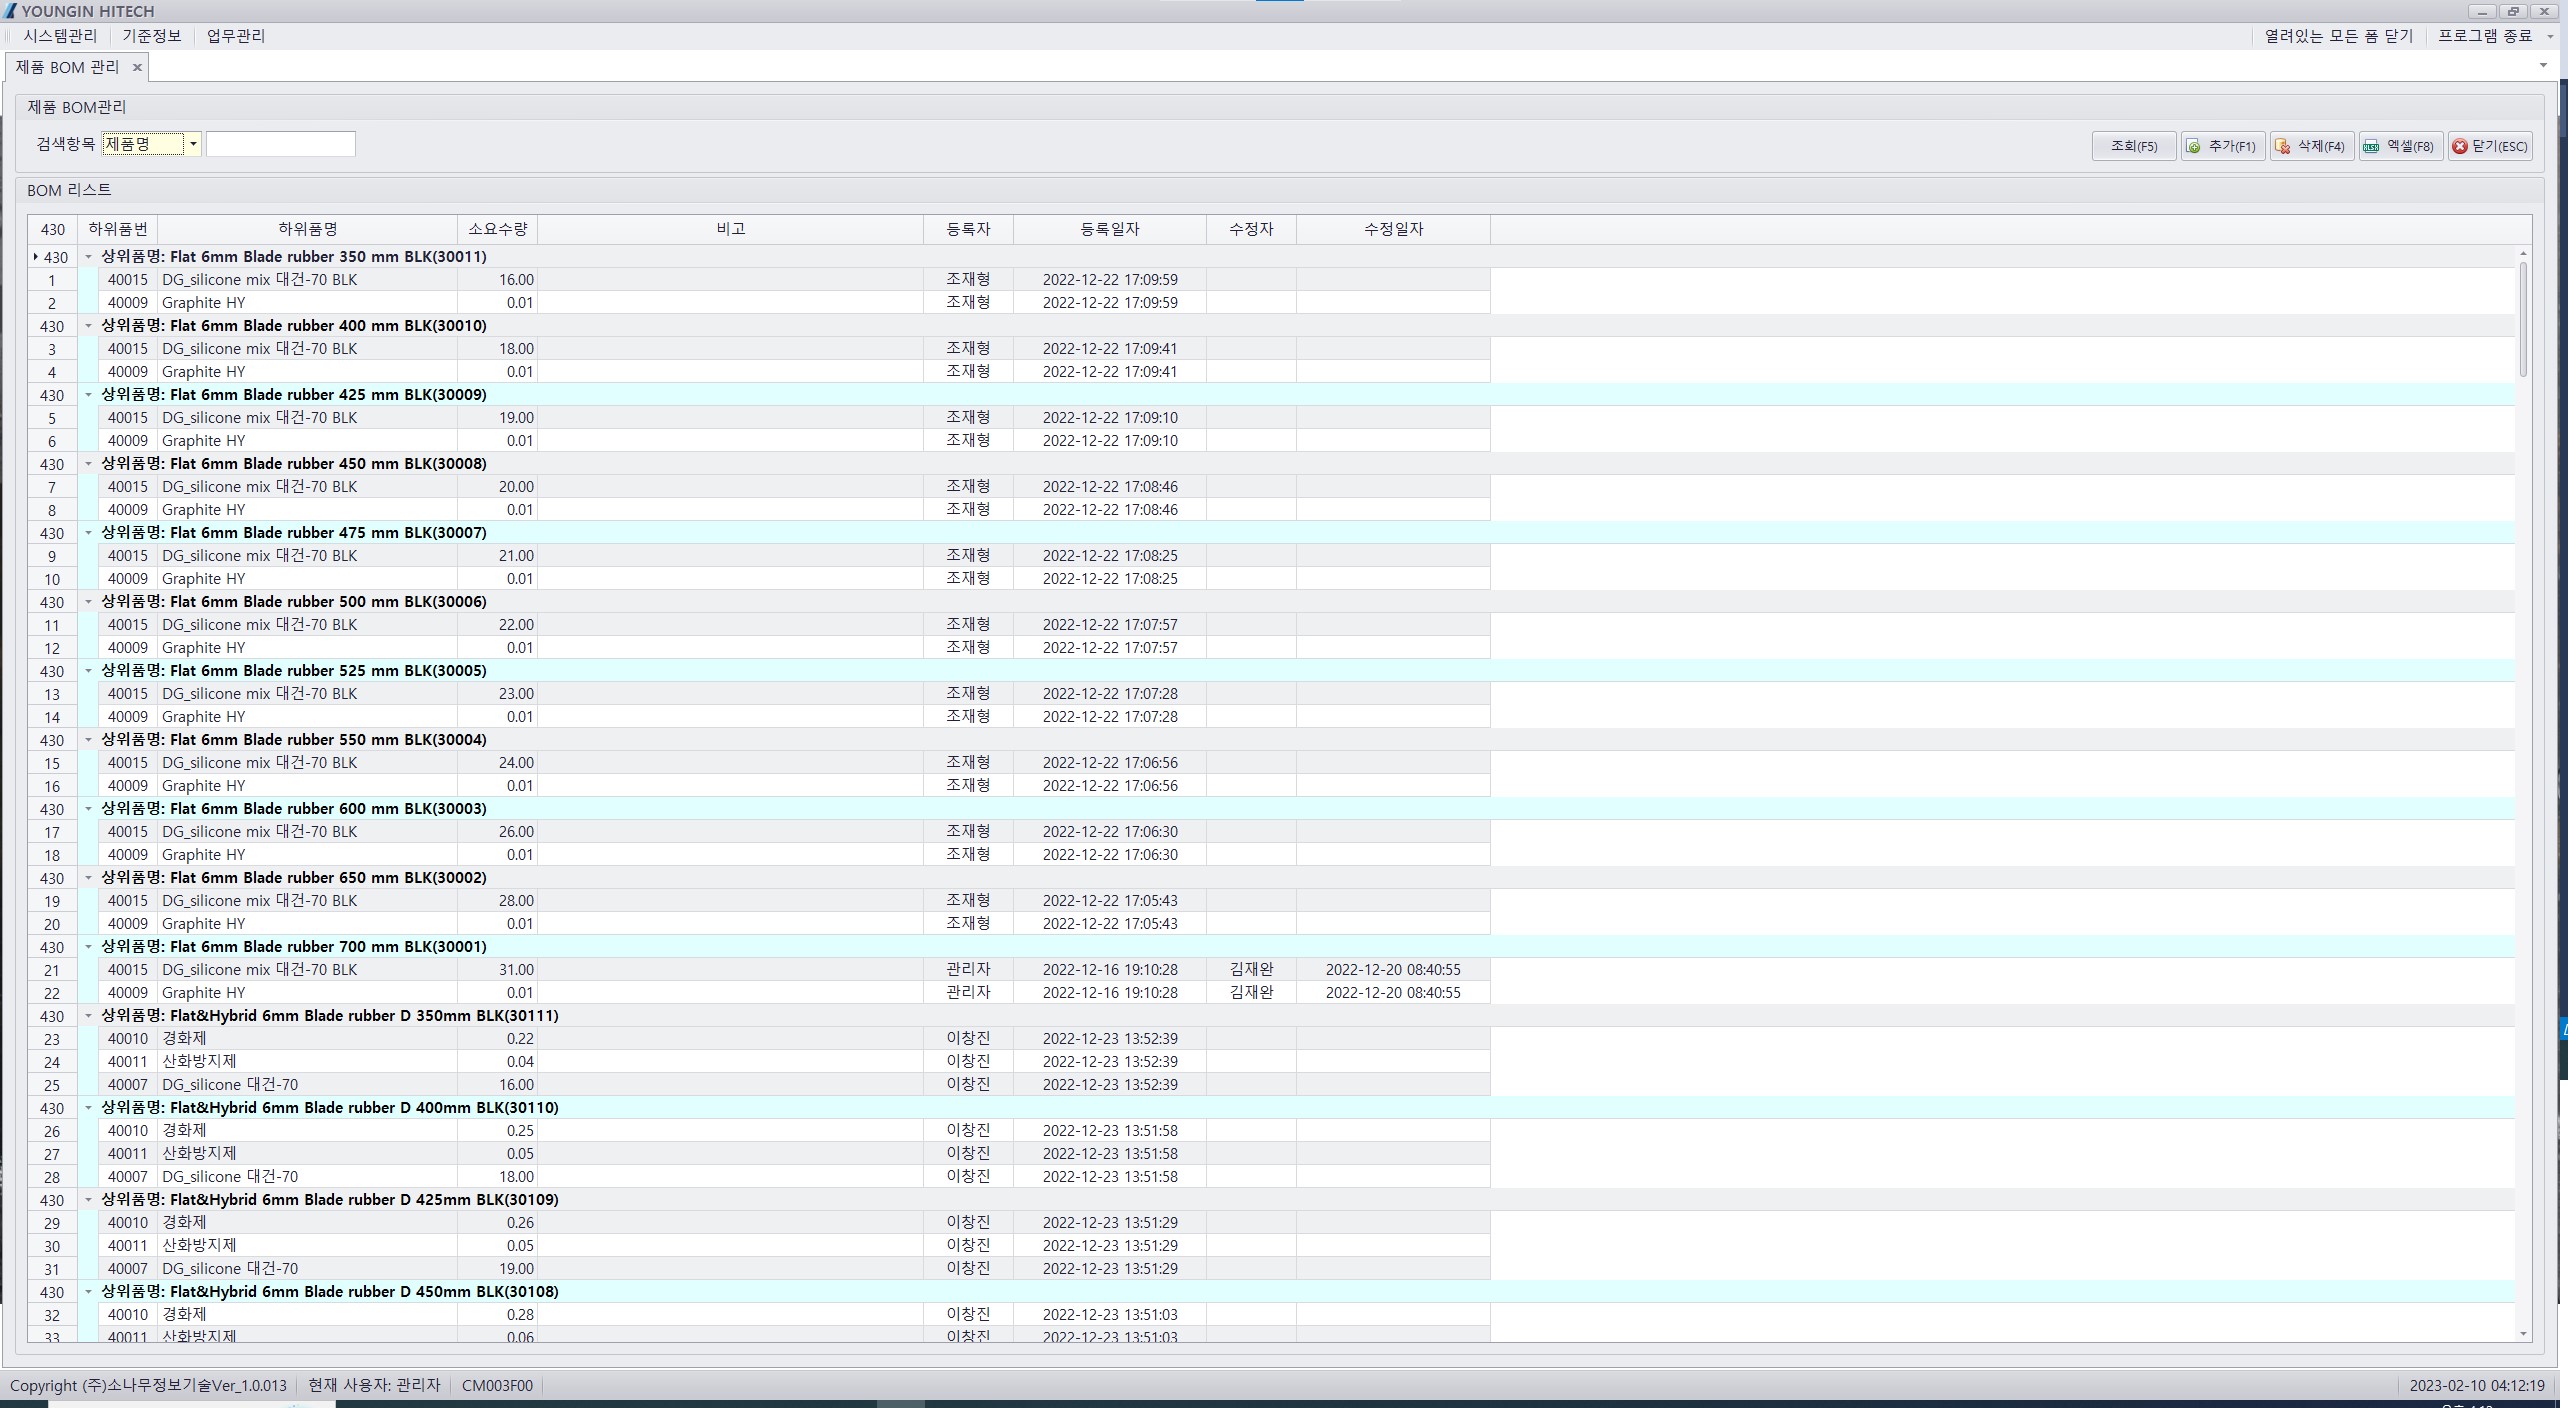 YOUNGIN HITECH
시스템관리 기준정보 업무관리 열려있는 모든 폼 닫기 프로그램 종료
제품 BOM 관리
제품 BOM관리
검색항목 제품명 조회(F5) 추가(F1) 삭제(F4) 엑셀(F8) 닫기(ESC)
BOM 리스트
430 하위품번 하위품명 소요수량 비고 등록자 등록일자 수정자 수정일자
430 상위품명: Flat 6mm Blade rubber 350 mm BLK(30011)
1 40015 DG_silicone mix 대건-70 BLK 16.00 조재형 2022-12-22 17:09:59
2 40009 Graphite HY 0.01 조재형 2022-12-22 17:09:59
430 상위품명: Flat 6mm Blade rubber 400 mm BLK(30010)
3 40015 DG_silicone mix 대건-70 BLK 18.00 조재형 2022-12-22 17:09:41
4 40009 Graphite HY 0.01 조재형 2022-12-22 17:09:41
430 상위품명: Flat 6mm Blade rubber 425 mm BLK(30009)
5 40015 DG_silicone mix 대건-70 BLK 19.00 조재형 2022-12-22 17:09:10
6 40009 Graphite HY 0.01 조재형 2022-12-22 17:09:10
430 상위품명: Flat 6mm Blade rubber 450 mm BLK(30008)
7 40015 DG_silicone mix 대건-70 BLK 20.00 조재형 2022-12-22 17:08:46
8 40009 Graphite HY 0.01 조재형 2022-12-22 17:08:46
430 상위품명: Flat 6mm Blade rubber 475 mm BLK(30007)
9 40015 DG_silicone mix 대건-70 BLK 21.00 조재형 2022-12-22 17:08:25
10 40009 Graphite HY 0.01 조재형 2022-12-22 17:08:25
430 상위품명: Flat 6mm Blade rubber 500 mm BLK(30006)
11 40015 DG_silicone mix 대건-70 BLK 22.00 조재형 2022-12-22 17:07:57
12 40009 Graphite HY 0.01 조재형 2022-12-22 17:07:57
430 상위품명: Flat 6mm Blade rubber 525 mm BLK(30005)
13 40015 DG_silicone mix 대건-70 BLK 23.00 조재형 2022-12-22 17:07:28
14 40009 Graphite HY 0.01 조재형 2022-12-22 17:07:28
430 상위품명: Flat 6mm Blade rubber 550 mm BLK(30004)
15 40015 DG_silicone mix 대건-70 BLK 24.00 조재형 2022-12-22 17:06:56
16 40009 Graphite HY 0.01 조재형 2022-12-22 17:06:56
430 상위품명: Flat 6mm Blade rubber 600 mm BLK(30003)
17 40015 DG_silicone mix 대건-70 BLK 26.00 조재형 2022-12-22 17:06:30
18 40009 Graphite HY 0.01 조재형 2022-12-22 17:06:30
430 상위품명: Flat 6mm Blade rubber 650 mm BLK(30002)
19 40015 DG_silicone mix 대건-70 BLK 28.00 조재형 2022-12-22 17:05:43
20 40009 Graphite HY 0.01 조재형 2022-12-22 17:05:43
430 상위품명: Flat 6mm Blade rubber 700 mm BLK(30001)
21 40015 DG_silicone mix 대건-70 BLK 31.00 관리자 2022-12-16 19:10:28 김재완 2022-12-20 08:40:55
22 40009 Graphite HY 0.01 관리자 2022-12-16 19:10:28 김재완 2022-12-20 08:40:55
430 상위품명: Flat&Hybrid 6mm Blade rubber D 350mm BLK(30111)
23 40010 경화제 0.22 이창진 2022-12-23 13:52:39
24 40011 산화방지제 0.04 이창진 2022-12-23 13:52:39
25 40007 DG_silicone 대건-70 16.00 이창진 2022-12-23 13:52:39
430 상위품명: Flat&Hybrid 6mm Blade rubber D 400mm BLK(30110)
26 40010 경화제 0.25 이창진 2022-12-23 13:51:58
27 40011 산화방지제 0.05 이창진 2022-12-23 13:51:58
28 40007 DG_silicone 대건-70 18.00 이창진 2022-12-23 13:51:58
430 상위품명: Flat&Hybrid 6mm Blade rubber D 425mm BLK(30109)
29 40010 경화제 0.26 이창진 2022-12-23 13:51:29
30 40011 산화방지제 0.05 이창진 2022-12-23 13:51:29
31 40007 DG_silicone 대건-70 19.00 이창진 2022-12-23 13:51:29
430 상위품명: Flat&Hybrid 6mm Blade rubber D 450mm BLK(30108)
32 40010 경화제 0.28 이창진 2022-12-23 13:51:03
33 40011 산화방지제 0.06 이창진 2022-12-23 13:51:03
Copyright (주)소나무정보기술Ver_1.0.013 현재 사용자: 관리자 CM003F00 2023-02-10 04:12:19